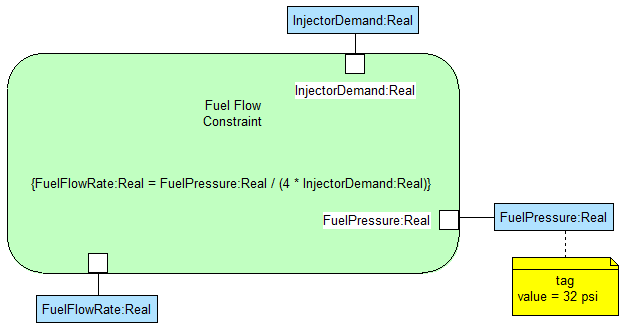 InjectorDemand:Real
InjectorDemand:Real
Fuel Flow
Constraint
{FuelFlowRate:Real = FuelPressure:Real / (4 * InjectorDemand:Real)}
FuelPressure:Real
FuelPressure:Real
tag
value = 32 psi
FuelFlowRate:Real